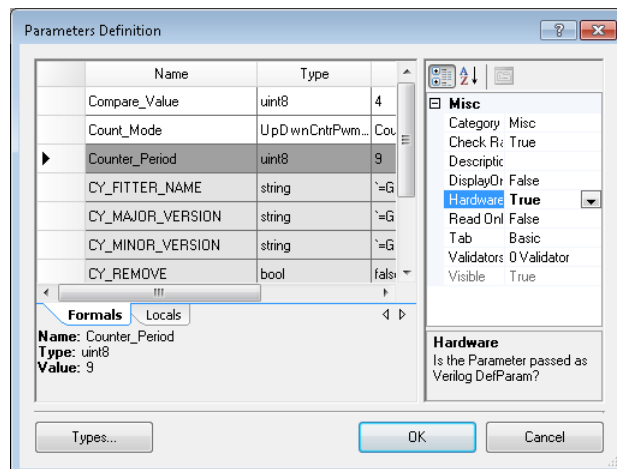 Parameters Definition
Name Type
Compare_Value uint8 4
Count_Mode UpDwnCntrPwm... Cou
Counter_Period uint8 9
CY_FITTER_NAME string `=G
CY_MAJOR_VERSION string `=G
CY_MINOR_VERSION string `=G
CY_REMOVE bool fals
Formals Locals
Name: Counter_Period
Type: uint8
Value: 9
Misc
Category Misc
Check Ra True
Descriptic
DisplayOr False
Hardware True
Read Onl False
Tab Basic
Validators 0 Validator
Visible True
Hardware
Is the Parameter passed as
Verilog DefParam?
Types... OK Cancel